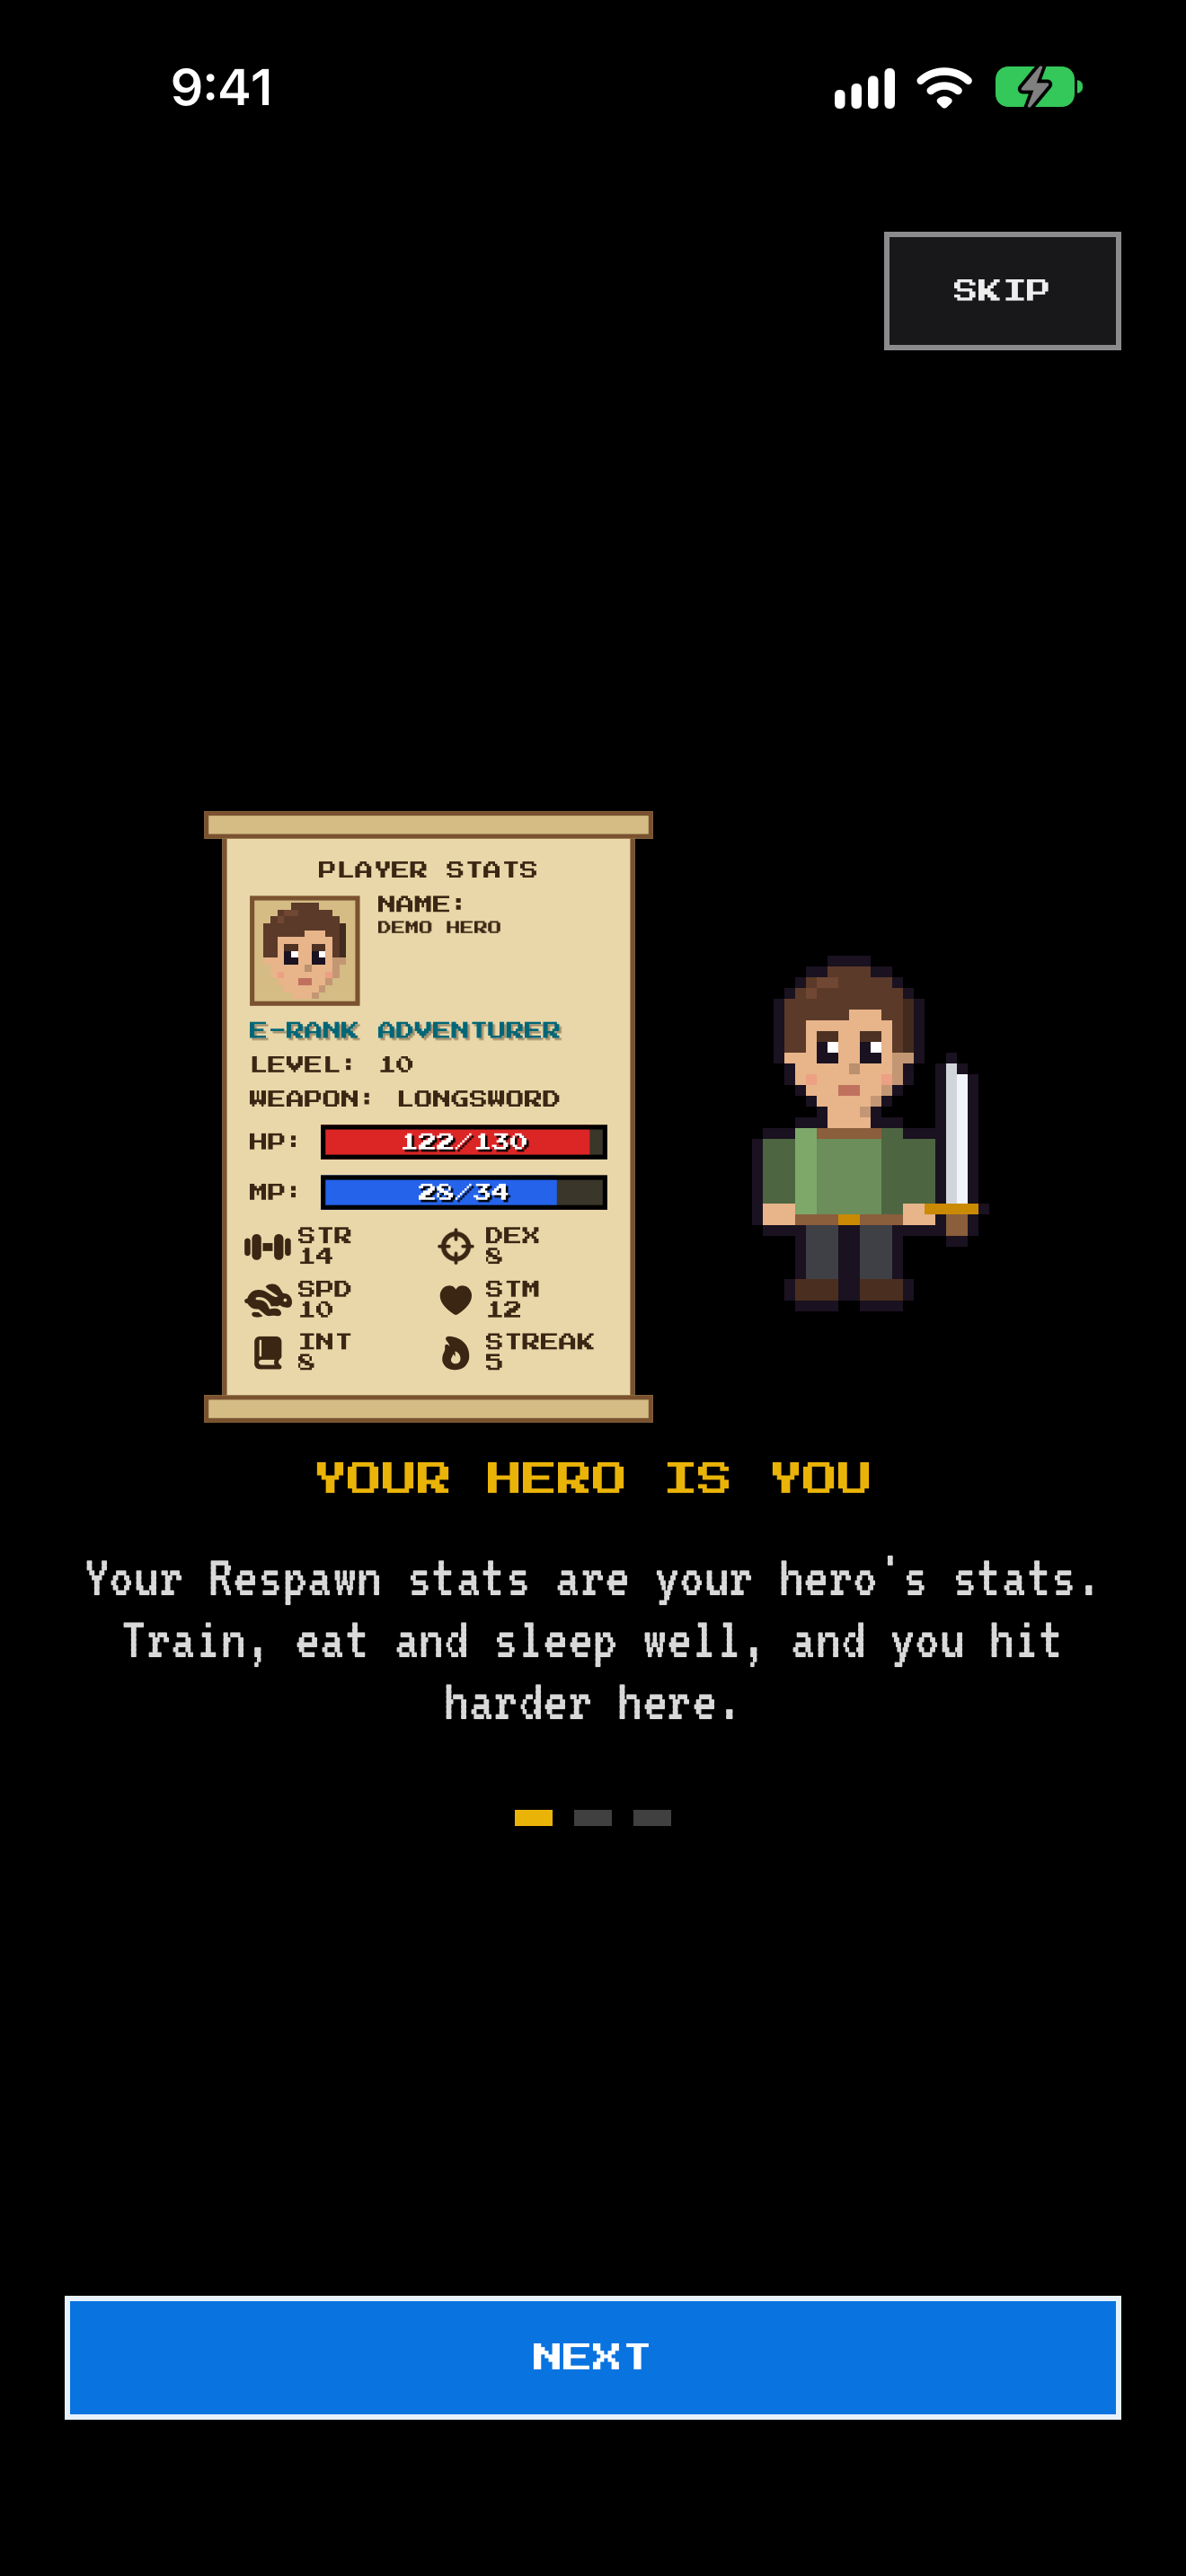 9:41
SKIP
PLAYER STATS
NAME:
DEMO HERO
E-RANK ADVENTURER
LEVEL: 10
WEAPON: LONGSWORD
HP: 122/130
MP: 28/34
STR 14
DEX 8
SPD 10
STM 12
INT 8
STREAK 5
YOUR HERO IS YOU
Your Respawn stats are your hero's stats.
Train, eat and sleep well, and you hit
harder here.
NEXT